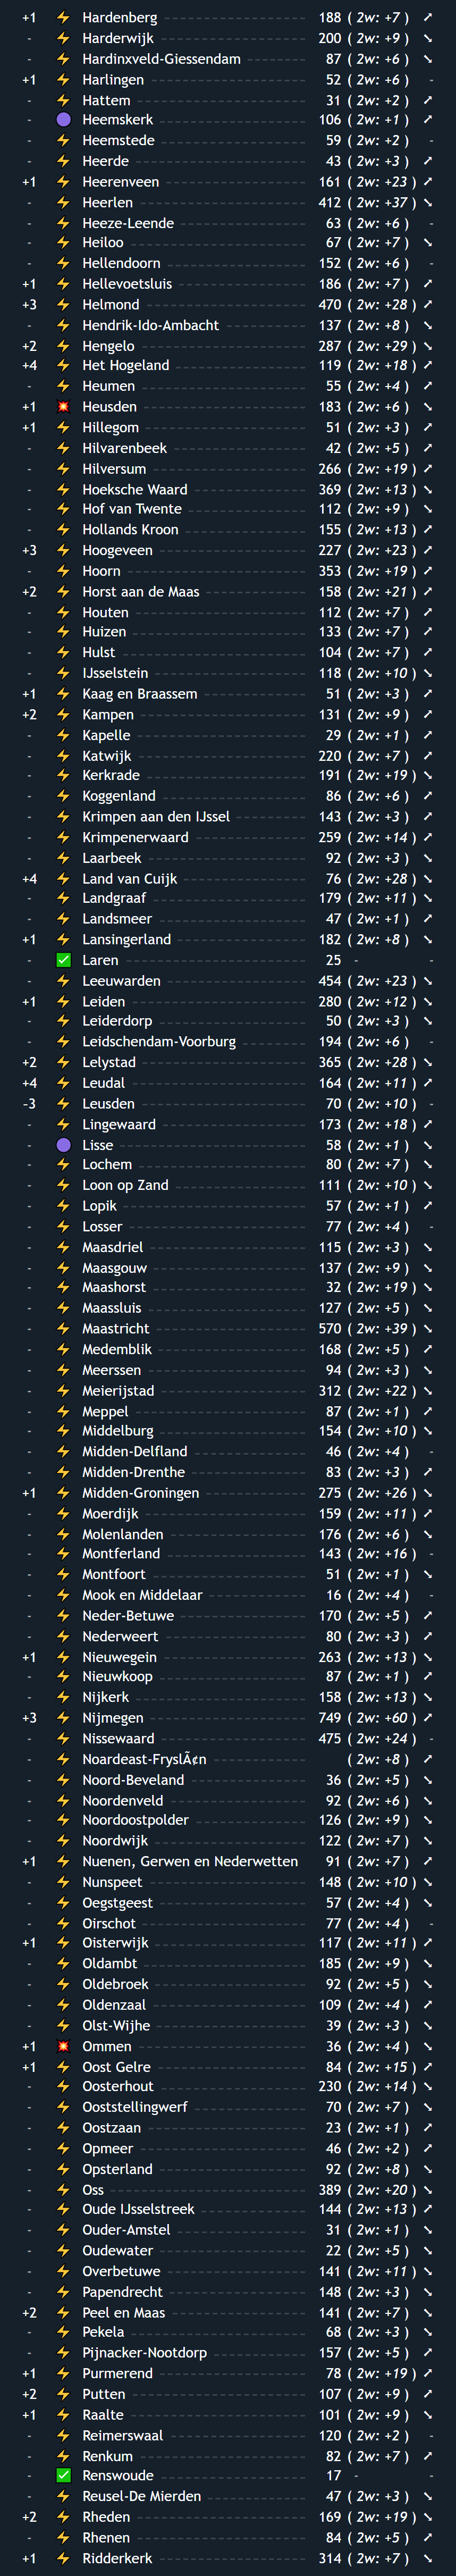 +1 ⚡ Hardenberg 188 ( 2w: +7 ) ↗
- ⚡ Harderwijk 200 ( 2w: +9 ) ↘
- ⚡ Hardinxveld-Giessendam 87 ( 2w: +6 ) ↘
+1 ⚡ Harlingen 52 ( 2w: +6 ) -
- ⚡ Hattem 31 ( 2w: +2 ) ↗
- 🟣 Heemskerk 106 ( 2w: +1 ) ↗
- ⚡ Heemstede 59 ( 2w: +2 ) -
- ⚡ Heerde 43 ( 2w: +3 ) ↗
+1 ⚡ Heerenveen 161 ( 2w: +23 ) ↗
- ⚡ Heerlen 412 ( 2w: +37 ) ↘
- ⚡ Heeze-Leende 63 ( 2w: +6 ) -
- ⚡ Heiloo 67 ( 2w: +7 ) ↘
- ⚡ Hellendoorn 152 ( 2w: +6 ) -
+1 ⚡ Hellevoetsluis 186 ( 2w: +7 ) ↗
+3 ⚡ Helmond 470 ( 2w: +28 ) ↗
- ⚡ Hendrik-Ido-Ambacht 137 ( 2w: +8 ) ↘
+2 ⚡ Hengelo 287 ( 2w: +29 ) ↘
+4 ⚡ Het Hogeland 119 ( 2w: +18 ) ↗
- ⚡ Heumen 55 ( 2w: +4 ) ↗
+1 💥 Heusden 183 ( 2w: +6 ) ↘
+1 ⚡ Hillegom 51 ( 2w: +3 ) ↗
- ⚡ Hilvarenbeek 42 ( 2w: +5 ) ↗
- ⚡ Hilversum 266 ( 2w: +19 ) ↗
- ⚡ Hoeksche Waard 369 ( 2w: +13 ) ↘
- ⚡ Hof van Twente 112 ( 2w: +9 ) ↘
- ⚡ Hollands Kroon 155 ( 2w: +13 ) ↗
+3 ⚡ Hoogeveen 227 ( 2w: +23 ) ↗
- ⚡ Hoorn 353 ( 2w: +19 ) ↗
+2 ⚡ Horst aan de Maas 158 ( 2w: +21 ) ↗
- ⚡ Houten 112 ( 2w: +7 ) ↗
- ⚡ Huizen 133 ( 2w: +7 ) ↗
- ⚡ Hulst 104 ( 2w: +7 ) ↗
- ⚡ IJsselstein 118 ( 2w: +10 ) ↘
+1 ⚡ Kaag en Braassem 51 ( 2w: +3 ) ↗
+2 ⚡ Kampen 131 ( 2w: +9 ) ↗
- ⚡ Kapelle 29 ( 2w: +1 ) ↗
- ⚡ Katwijk 220 ( 2w: +7 ) ↗
- ⚡ Kerkrade 191 ( 2w: +19 ) ↘
- ⚡ Koggenland 86 ( 2w: +6 ) ↗
- ⚡ Krimpen aan den IJssel 143 ( 2w: +3 ) ↗
- ⚡ Krimpenerwaard 259 ( 2w: +14 ) ↗
- ⚡ Laarbeek 92 ( 2w: +3 ) ↘
+4 ⚡ Land van Cuijk 76 ( 2w: +28 ) ↘
- ⚡ Landgraaf 179 ( 2w: +11 ) ↘
- ⚡ Landsmeer 47 ( 2w: +1 ) ↗
+1 ⚡ Lansingerland 182 ( 2w: +8 ) ↘
- ✅ Laren 25 - -
- ⚡ Leeuwarden 454 ( 2w: +23 ) ↘
+1 ⚡ Leiden 280 ( 2w: +12 ) ↘
- ⚡ Leiderdorp 50 ( 2w: +3 ) ↘
- ⚡ Leidschendam-Voorburg 194 ( 2w: +6 ) -
+2 ⚡ Lelystad 365 ( 2w: +28 ) ↘
+4 ⚡ Leudal 164 ( 2w: +11 ) ↗
-3 ⚡ Leusden 70 ( 2w: +10 ) -
- ⚡ Lingewaard 173 ( 2w: +18 ) ↗
- 🟣 Lisse 58 ( 2w: +1 ) ↘
- ⚡ Lochem 80 ( 2w: +7 ) ↘
- ⚡ Loon op Zand 111 ( 2w: +10 ) ↘
- ⚡ Lopik 57 ( 2w: +1 ) ↗
- ⚡ Losser 77 ( 2w: +4 ) -
- ⚡ Maasdriel 115 ( 2w: +3 ) ↘
- ⚡ Maasgouw 137 ( 2w: +9 ) ↘
- ⚡ Maashorst 32 ( 2w: +19 ) ↘
- ⚡ Maassluis 127 ( 2w: +5 ) ↘
- ⚡ Maastricht 570 ( 2w: +39 ) ↘
- ⚡ Medemblik 168 ( 2w: +5 ) ↗
- ⚡ Meerssen 94 ( 2w: +3 ) ↘
- ⚡ Meierijstad 312 ( 2w: +22 ) ↘
- ⚡ Meppel 87 ( 2w: +1 ) ↗
- ⚡ Middelburg 154 ( 2w: +10 ) ↘
- ⚡ Midden-Delfland 46 ( 2w: +4 ) -
- ⚡ Midden-Drenthe 83 ( 2w: +3 ) ↗
+1 ⚡ Midden-Groningen 275 ( 2w: +26 ) ↘
- ⚡ Moerdijk 159 ( 2w: +11 ) ↗
- ⚡ Molenlanden 176 ( 2w: +6 ) ↘
- ⚡ Montferland 143 ( 2w: +16 ) -
- ⚡ Montfoort 51 ( 2w: +1 ) ↘
- ⚡ Mook en Middelaar 16 ( 2w: +4 ) -
- ⚡ Neder-Betuwe 170 ( 2w: +5 ) ↗
- ⚡ Nederweert 80 ( 2w: +3 ) ↗
+1 ⚡ Nieuwegein 263 ( 2w: +13 ) ↘
- ⚡ Nieuwkoop 87 ( 2w: +1 ) ↗
- ⚡ Nijkerk 158 ( 2w: +13 ) ↘
+3 ⚡ Nijmegen 749 ( 2w: +60 ) ↗
- ⚡ Nissewaard 475 ( 2w: +24 ) -
- ⚡ Noardeast-FryslÃ¢n ( 2w: +8 ) ↗
- ⚡ Noord-Beveland 36 ( 2w: +5 ) ↘
- ⚡ Noordenveld 92 ( 2w: +6 ) ↘
- ⚡ Noordoostpolder 126 ( 2w: +9 ) ↘
- ⚡ Noordwijk 122 ( 2w: +7 ) ↘
+1 ⚡ Nuenen, Gerwen en Nederwetten 91 ( 2w: +7 ) ↗
- ⚡ Nunspeet 148 ( 2w: +10 ) ↘
- ⚡ Oegstgeest 57 ( 2w: +4 ) ↘
- ⚡ Oirschot 77 ( 2w: +4 ) -
+1 ⚡ Oisterwijk 117 ( 2w: +11 ) ↗
- ⚡ Oldambt 185 ( 2w: +9 ) ↘
- ⚡ Oldebroek 92 ( 2w: +5 ) ↘
- ⚡ Oldenzaal 109 ( 2w: +4 ) ↗
- ⚡ Olst-Wijhe 39 ( 2w: +3 ) ↘
+1 💥 Ommen 36 ( 2w: +4 ) ↘
+1 ⚡ Oost Gelre 84 ( 2w: +15 ) ↗
- ⚡ Oosterhout 230 ( 2w: +14 ) ↘
- ⚡ Ooststellingwerf 70 ( 2w: +7 ) ↘
- ⚡ Oostzaan 23 ( 2w: +1 ) ↗
- ⚡ Opmeer 46 ( 2w: +2 ) ↗
- ⚡ Opsterland 92 ( 2w: +8 ) ↘
- ⚡ Oss 389 ( 2w: +20 ) ↘
- ⚡ Oude IJsselstreek 144 ( 2w: +13 ) ↗
- ⚡ Ouder-Amstel 31 ( 2w: +1 ) ↘
- ⚡ Oudewater 22 ( 2w: +5 ) ↘
- ⚡ Overbetuwe 141 ( 2w: +11 ) ↘
- ⚡ Papendrecht 148 ( 2w: +3 ) ↘
+2 ⚡ Peel en Maas 141 ( 2w: +7 ) ↘
- ⚡ Pekela 68 ( 2w: +3 ) ↘
- ⚡ Pijnacker-Nootdorp 157 ( 2w: +5 ) ↗
+1 ⚡ Purmerend 78 ( 2w: +19 ) ↗
+2 ⚡ Putten 107 ( 2w: +9 ) ↗
+1 ⚡ Raalte 101 ( 2w: +9 ) ↘
- ⚡ Reimerswaal 120 ( 2w: +2 ) -
- ⚡ Renkum 82 ( 2w: +7 ) ↗
- ✅ Renswoude 17 - -
- ⚡ Reusel-De Mierden 47 ( 2w: +3 ) ↘
+2 ⚡ Rheden 169 ( 2w: +19 ) ↘
- ⚡ Rhenen 84 ( 2w: +5 ) ↗
+1 ⚡ Ridderkerk 314 ( 2w: +7 ) ↘